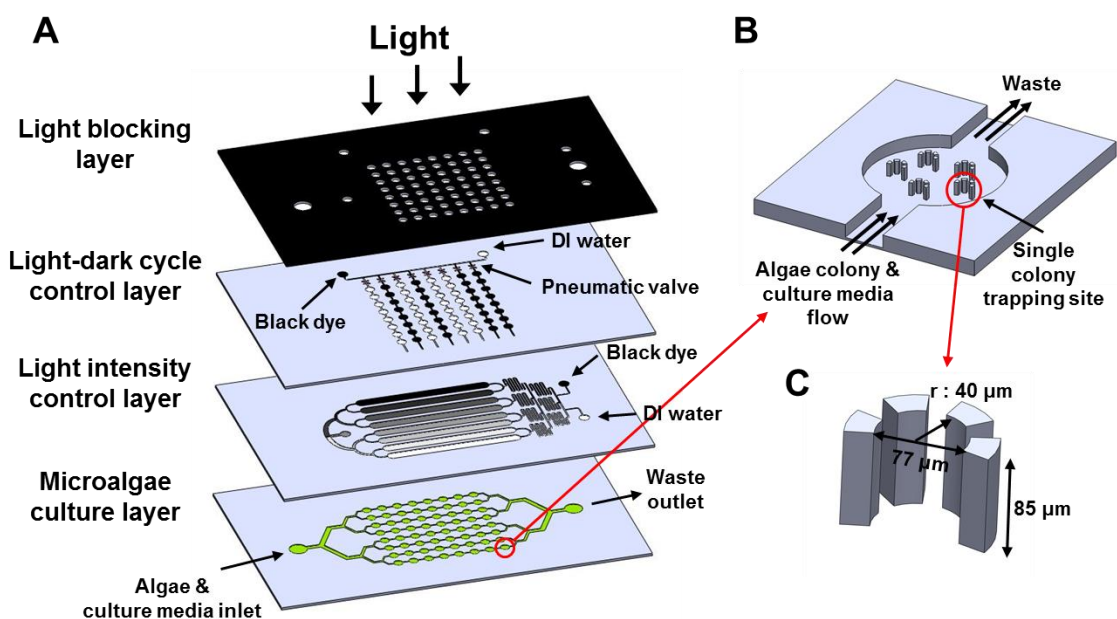 A
Light
Light blocking
layer
DI water
Light-dark cycle
control layer
Pneumatic valve
Black dye
Light intensity
control layer
Black dye
DI water
Microalgae
culture layer
Waste
outlet
Algae &
culture media inlet
B
Waste
Algae colony &
culture media
flow
Single
colony
trapping site
C
r : 40 µm
77 µm
85 µm